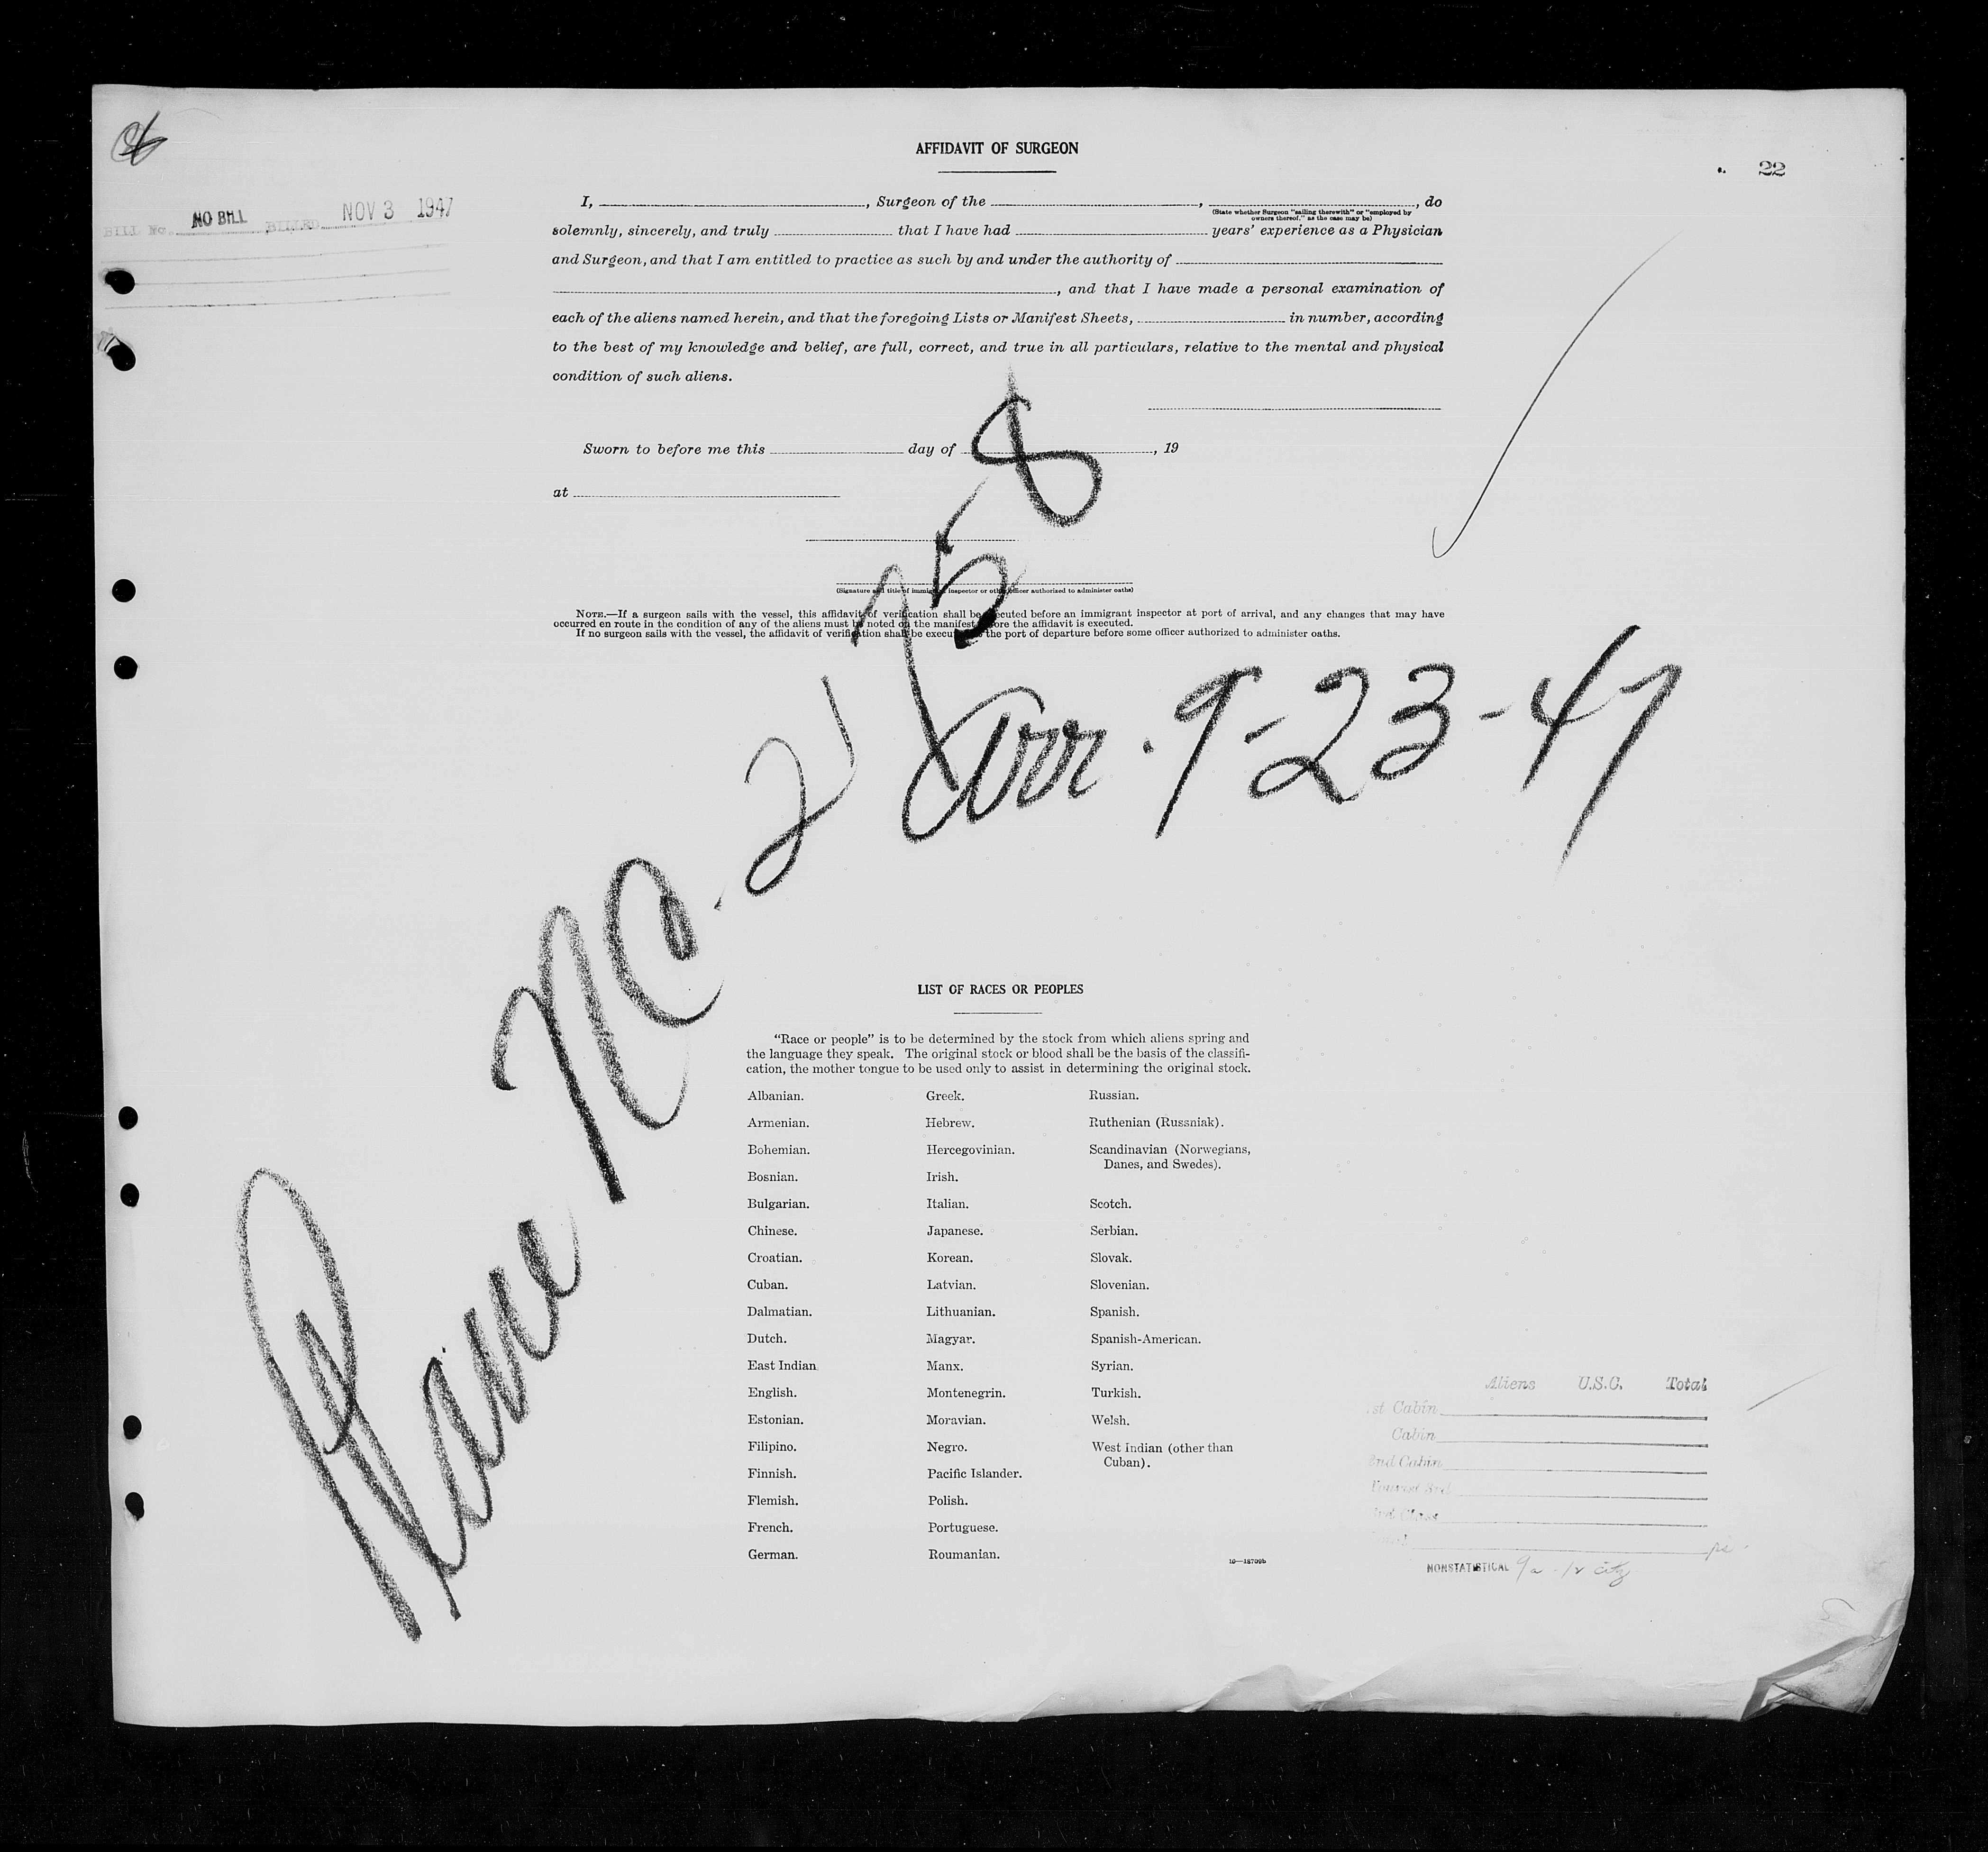 AFFIDAVIT OF SURGEON
22
NO BILL
BILL No. BILLED NOV 3 1947
I, , Surgeon of the , , do
(State whether Surgeon "sailing therewith" or "employed by
owners thereof," as the case may be)
solemnly, sincerely, and truly that I have had years' experience as a Physician
and Surgeon, and that I am entitled to practice as such by and under the authority of
, and that I have made a personal examination of
each of the aliens named herein, and that the foregoing Lists or Manifest Sheets, in number, according
to the best of my knowledge and belief, are full, correct, and true in all particulars, relative to the mental and physical
condition of such aliens.
Sworn to before me this day of , 19
at
(Signature and title of immigrant inspector or other officer authorized to administer oaths)
NOTE.—If a surgeon sails with the vessel, this affidavit of verification shall be executed before an immigrant inspector at port of arrival, and any changes that may have
occurred en route in the condition of any of the aliens must be noted on the manifest before the affidavit is executed.
If no surgeon sails with the vessel, the affidavit of verification shall be executed at the port of departure before some officer authorized to administer oaths.
Plane NC-21758
Arr. 9-23-47
LIST OF RACES OR PEOPLES
"Race or people" is to be determined by the stock from which aliens spring and
the language they speak. The original stock or blood shall be the basis of the classifi-
cation, the mother tongue to be used only to assist in determining the original stock.
Albanian. Greek. Russian.
Armenian. Hebrew. Ruthenian (Russniak).
Bohemian. Hercegovinian. Scandinavian (Norwegians,
Danes, and Swedes).
Bosnian. Irish.
Bulgarian. Italian. Scotch.
Chinese. Japanese. Serbian.
Croatian. Korean. Slovak.
Cuban. Latvian. Slovenian.
Dalmatian. Lithuanian. Spanish.
Dutch. Magyar. Spanish-American.
East Indian Manx. Syrian.
English. Montenegrin. Turkish.
Estonian. Moravian. Welsh.
Filipino. Negro. West Indian (other than
Cuban).
Finnish. Pacific Islander.
Flemish. Polish.
French. Portuguese.
German. Roumanian.
16—18709b
Aliens U.S.C. Total
st Cabin
Cabin
2nd Cabin
Tourist 3rd
3rd Class
NONSTATISTICAL